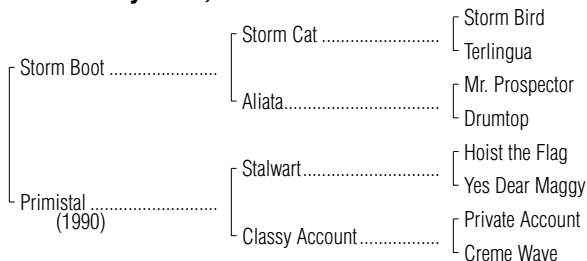 Storm Bird
Storm Cat ..............................
Terlingua
Storm Boot ......................
Mr. Prospector
Aliata.......................................
Drumtop
Hoist the Flag
Stalwart...................................
Yes Dear Maggy
Primistal ..........................
(1990)
Private Account
Classy Account.....................
Creme Wave